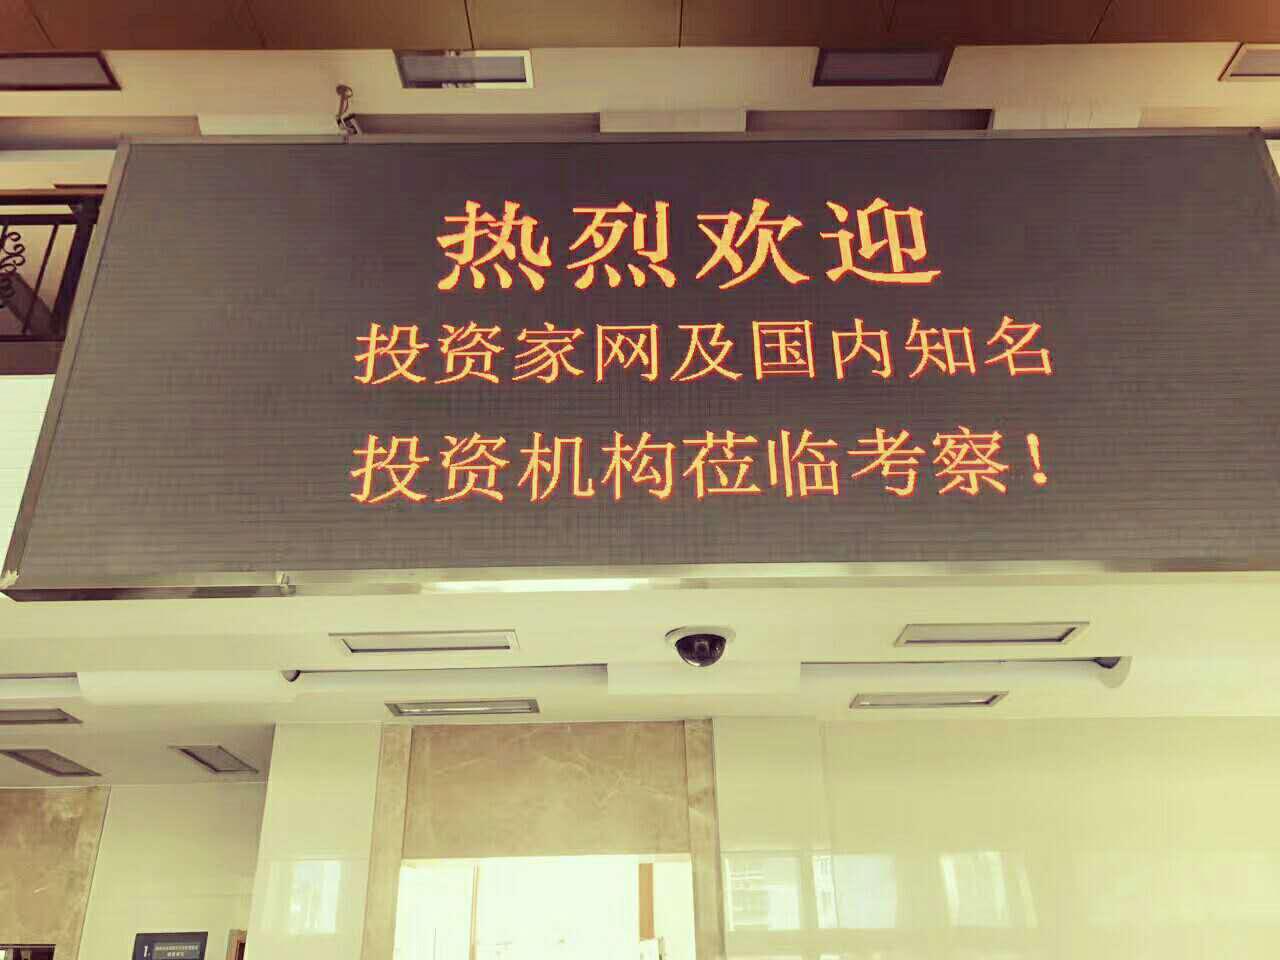 热烈欢迎
投资家网及国内知名
投资机构莅临考察！
1